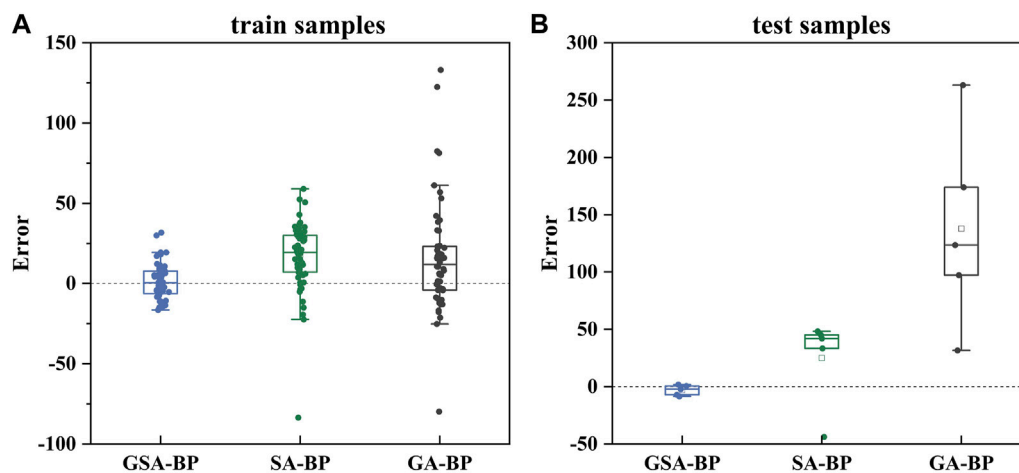 A
train samples
150
100
50
0
-50
-100
Error
GSA-BP
SA-BP
GA-BP
B
test samples
300
250
200
150
100
50
0
-50
Error
GSA-BP
SA-BP
GA-BP